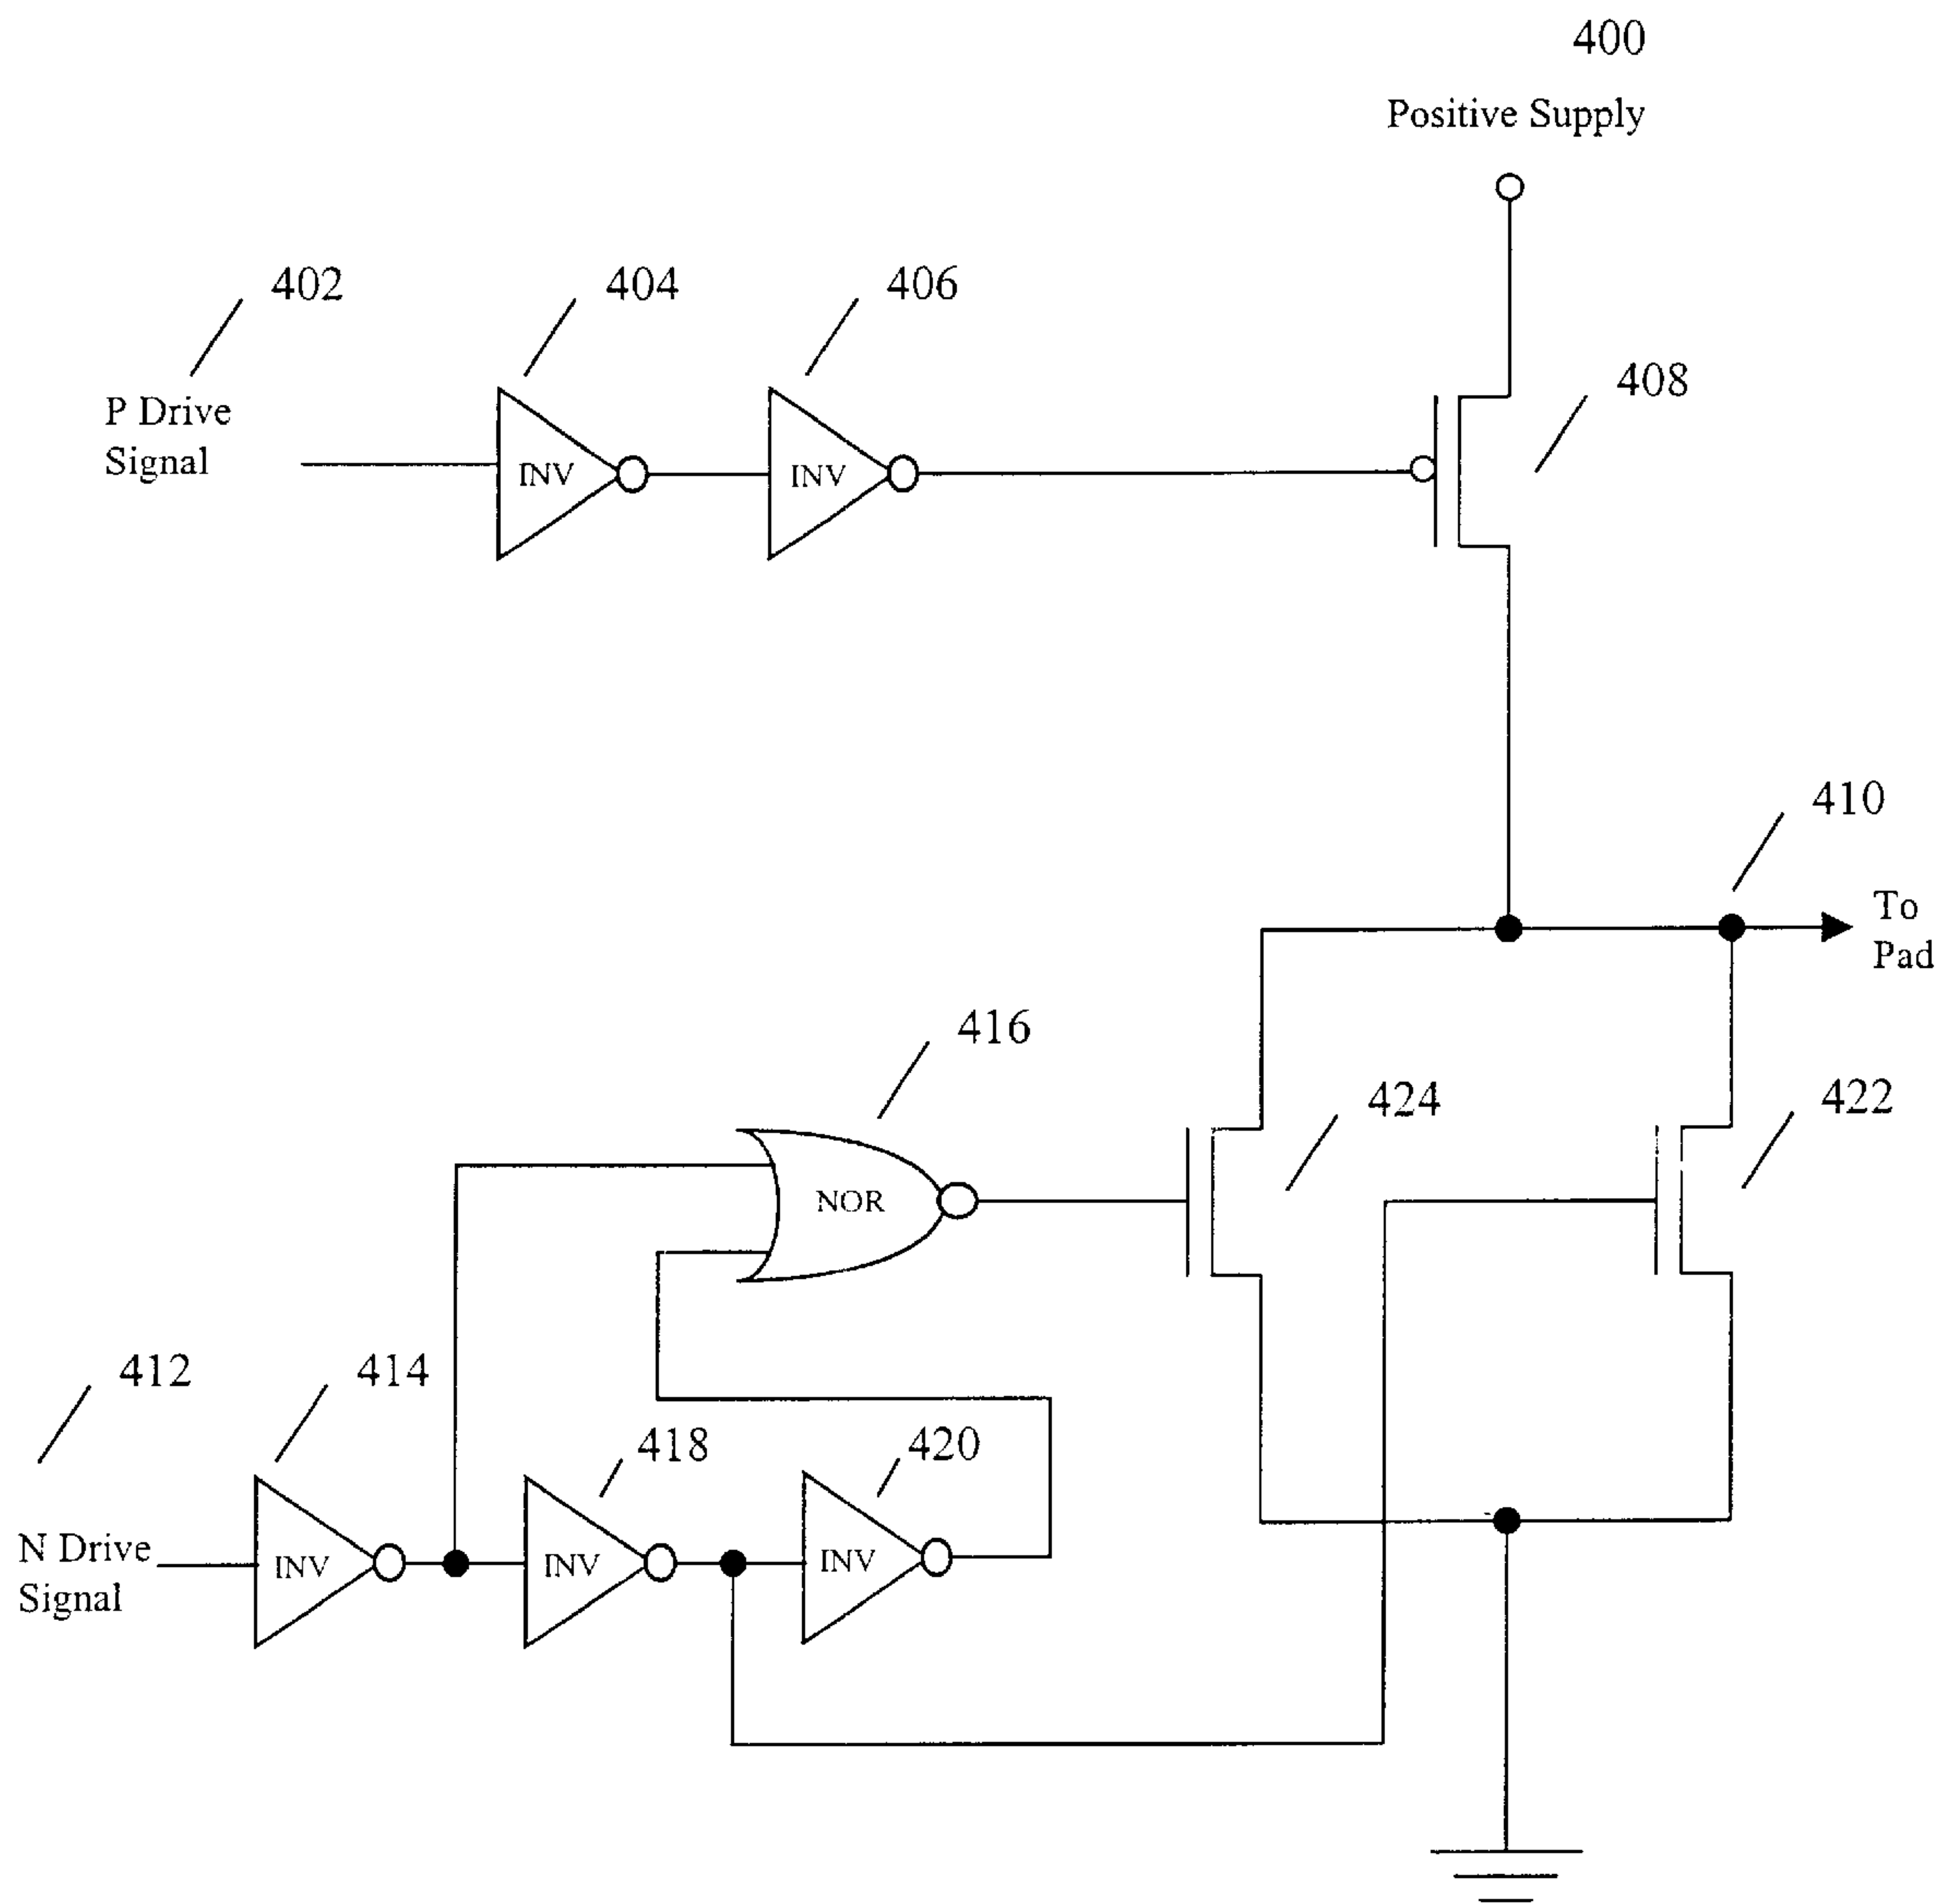 400
Positive Supply
402
404
406
P Drive
Signal
INV
INV
408
410
To
Pad
416
424
422
NOR
412
414
418
420
N Drive
Signal
INV
INV
INV